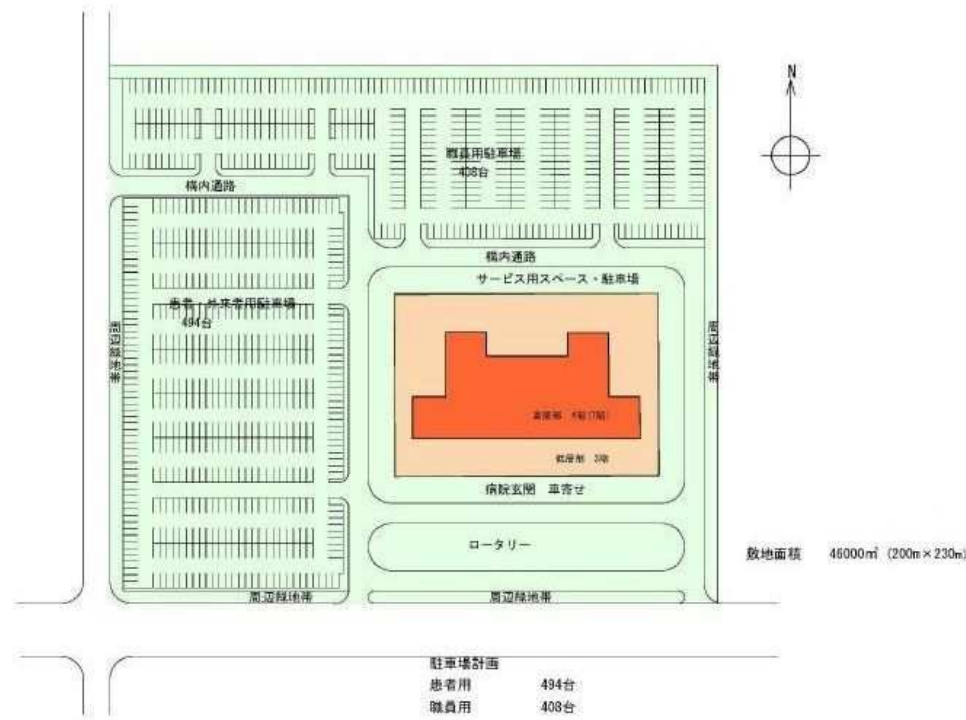 N
職員用駐車場
408台
構内通路
構内通路
サービス用スペース・駐車場
患者・外来者用駐車場
494台
周辺緑地帯
周辺緑地帯
低層部 3階
病院玄関 車寄せ
ロータリー
敷地面積 46000㎡ (200m×230m)
周辺緑地帯
周辺緑地帯
駐車場計画
患者用 494台
職員用 408台